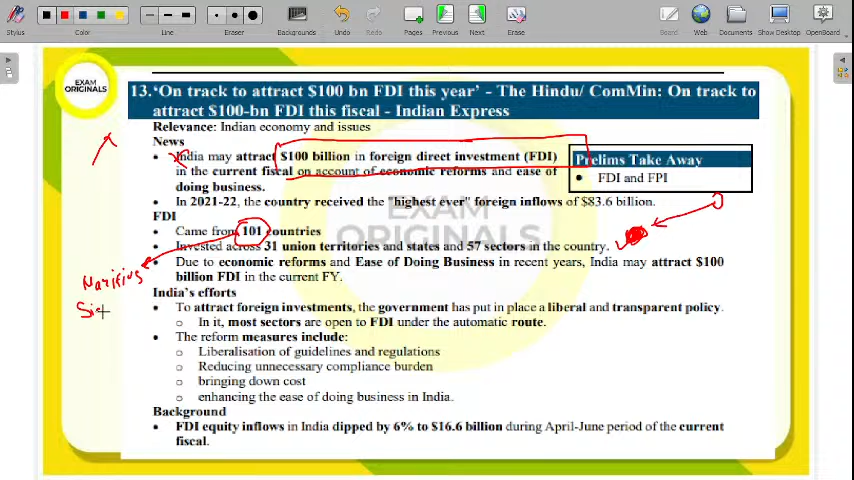 Stylus
Color
Line
Eraser
Backgrounds
Undo
Redo
Pages
Previous
Next
Erase
Board
Web
Documents
Show Desktop
OpenBoard
EXAM
ORIGINALS
13.‘On track to attract $100 bn FDI this year’ - The Hindu/ ComMin: On track to
attract $100-bn FDI this fiscal - Indian Express
Relevance: Indian economy and issues
News
• India may attract $100 billion in foreign direct investment (FDI)
in the current fiscal on account of economic reforms and ease of
doing business.
Prelims Take Away
• FDI and FPI
• In 2021-22, the country received the "highest ever" foreign inflows of $83.6 billion.
FDI
• Came from 101 countries
• Invested across 31 union territories and states and 57 sectors in the country.
• Due to economic reforms and Ease of Doing Business in recent years, India may attract $100
billion FDI in the current FY.
India's efforts
• To attract foreign investments, the government has put in place a liberal and transparent policy.
o In it, most sectors are open to FDI under the automatic route.
• The reform measures include:
o Liberalisation of guidelines and regulations
o Reducing unnecessary compliance burden
o bringing down cost
o enhancing the ease of doing business in India.
Background
• FDI equity inflows in India dipped by 6% to $16.6 billion during April-June period of the current
fiscal.
EXAM
ORIGINALS